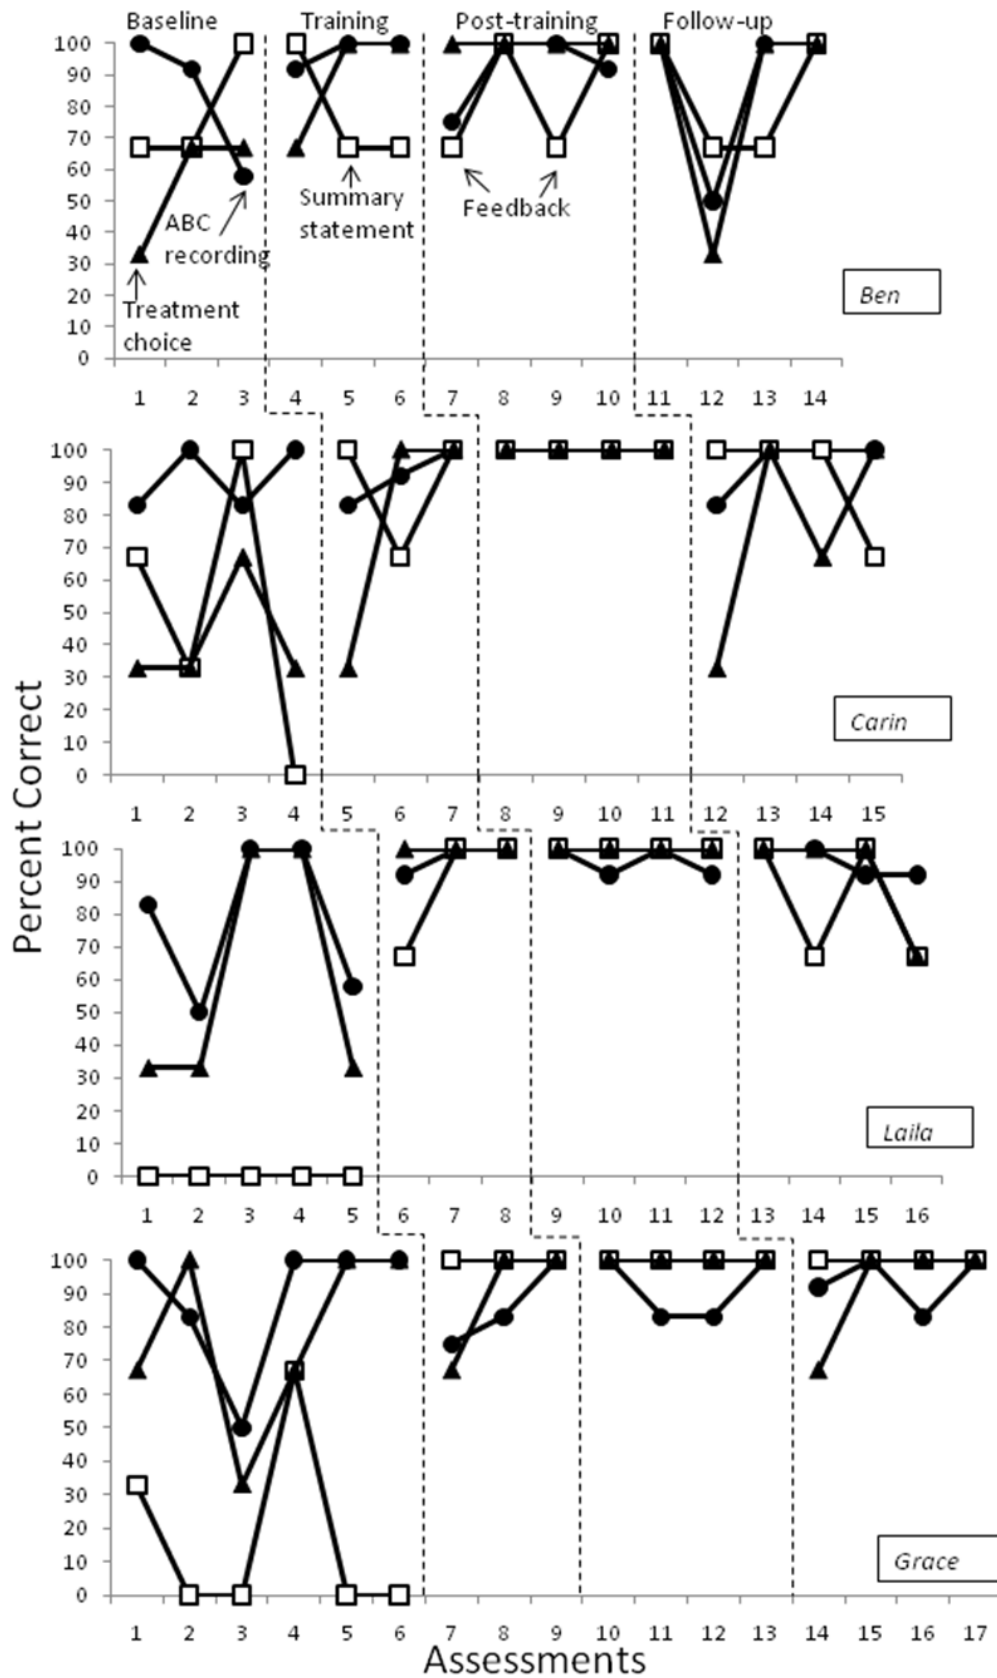 Baseline Training Post-training Follow-up
100
90
80
70
60
50
40
30
20
10
0
ABC
recording
Treatment
choice
Summary
statement
Feedback
Ben
1 2 3 4 5 6 7 8 9 10 11 12 13 14
100
90
80
70
60
50
40
30
20
10
0
Carin
1 2 3 4 5 6 7 8 9 10 11 12 13 14 15
Percent Correct
100
90
80
70
60
50
40
30
20
10
0
Laila
1 2 3 4 5 6 7 8 9 10 11 12 13 14 15 16
100
90
80
70
60
50
40
30
20
10
0
Grace
1 2 3 4 5 6 7 8 9 10 11 12 13 14 15 16 17
Assessments